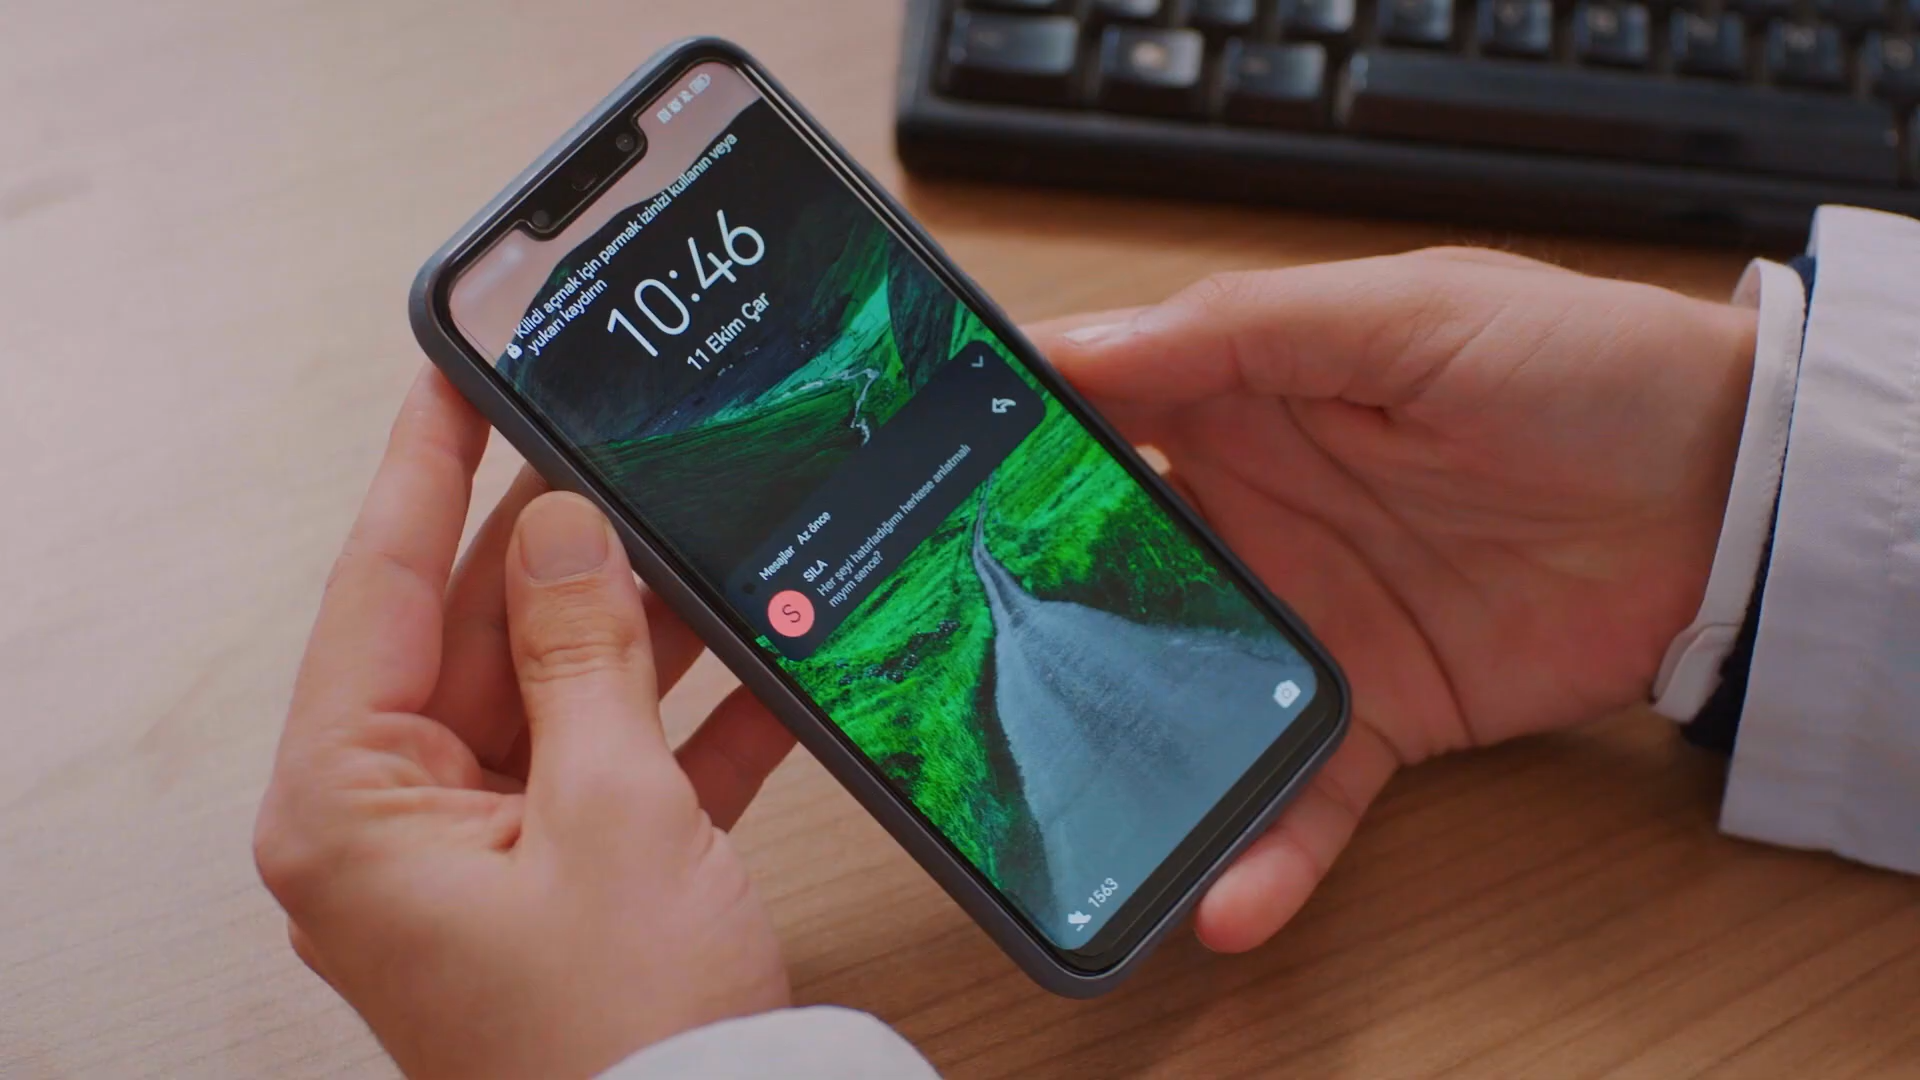 Kilidi açmak için parmak izinizi kullanın veya
yukarı kaydırın
10:46
11 Ekim Çar
Mesajlar Az önce
SILA
Her şeyi hatırladığımı herkese anlatmalı
mıyım sence?
S
1563